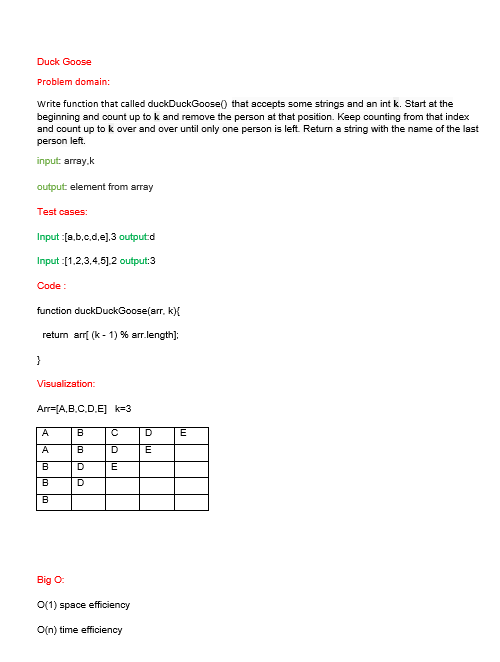 Duck Goose
Problem domain:
Write function that called duckDuckGoose() that accepts some strings and an int k. Start at the
beginning and count up to k and remove the person at that position. Keep counting from that index
and count up to k over and over until only one person is left. Return a string with the name of the last
person left.
input: array,k
output: element from array
Test cases:
Input :[a,b,c,d,e],3 output:d
Input :[1,2,3,4,5],2 output:3
Code :
function duckDuckGoose(arr, k){
return arr[ (k - 1) % arr.length];
}
Visualization:
Arr=[A,B,C,D,E] k=3
A B C D E
A B D E
B D E
B D
B
Big O:
O(1) space efficiency
O(n) time efficiency